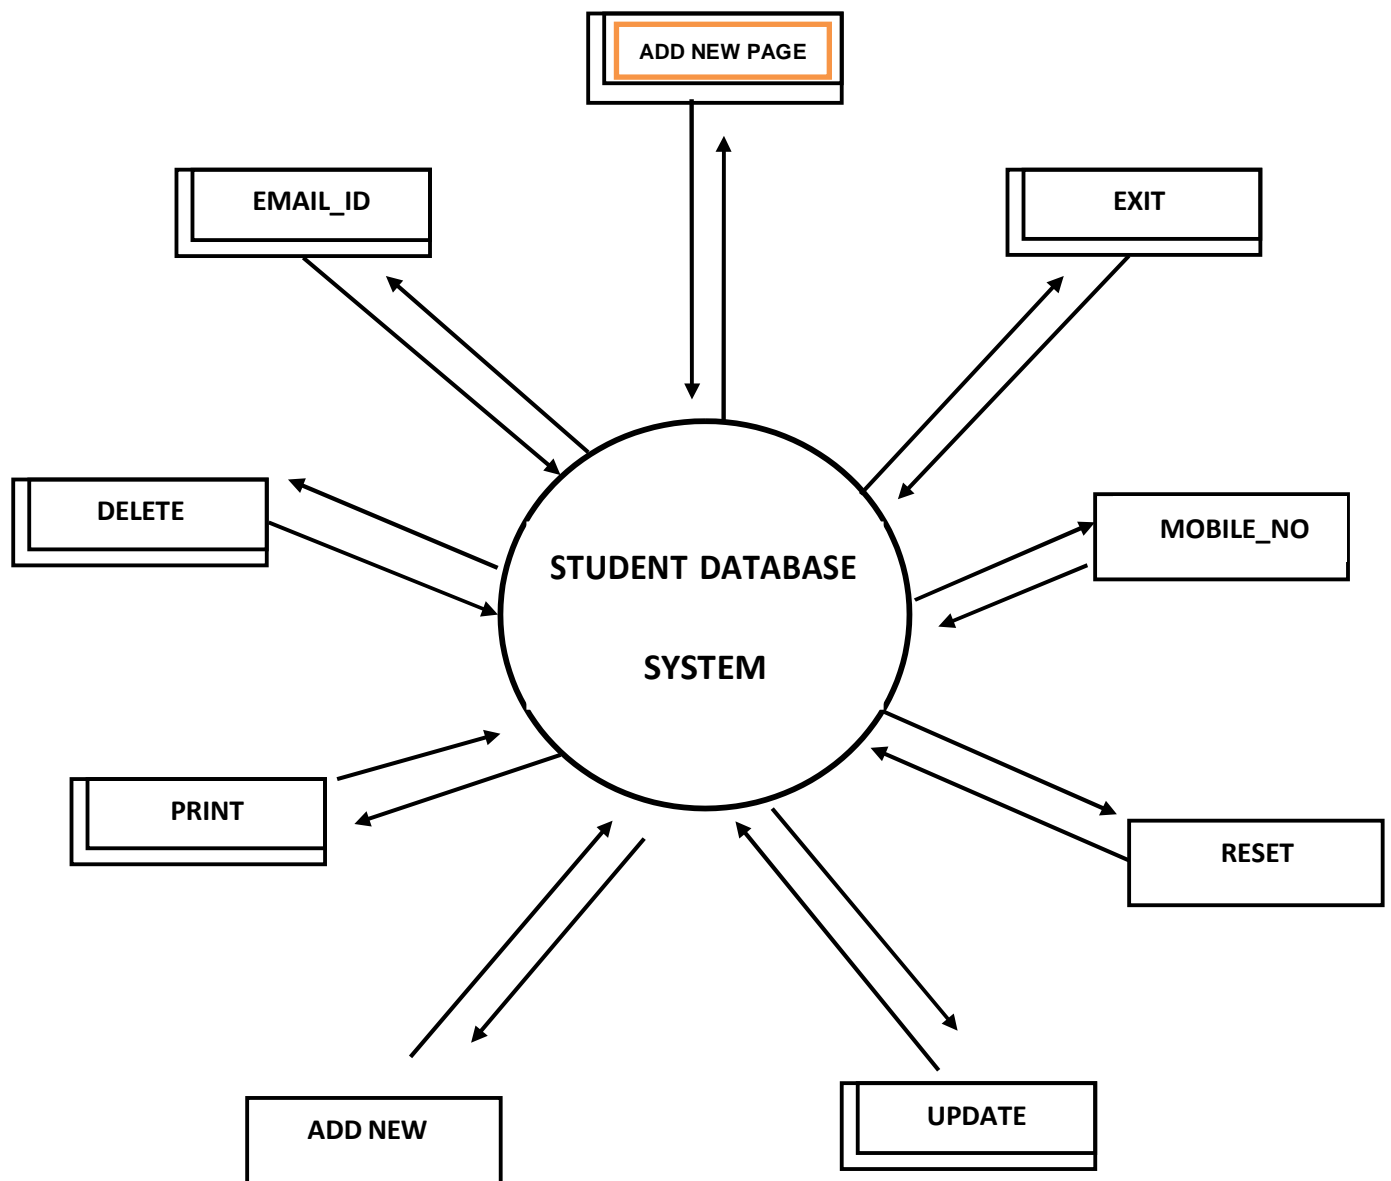 ADD NEW PAGE
EMAIL_ID
EXIT
DELETE
MOBILE_NO
STUDENT DATABASE
SYSTEM
PRINT
RESET
ADD NEW
UPDATE